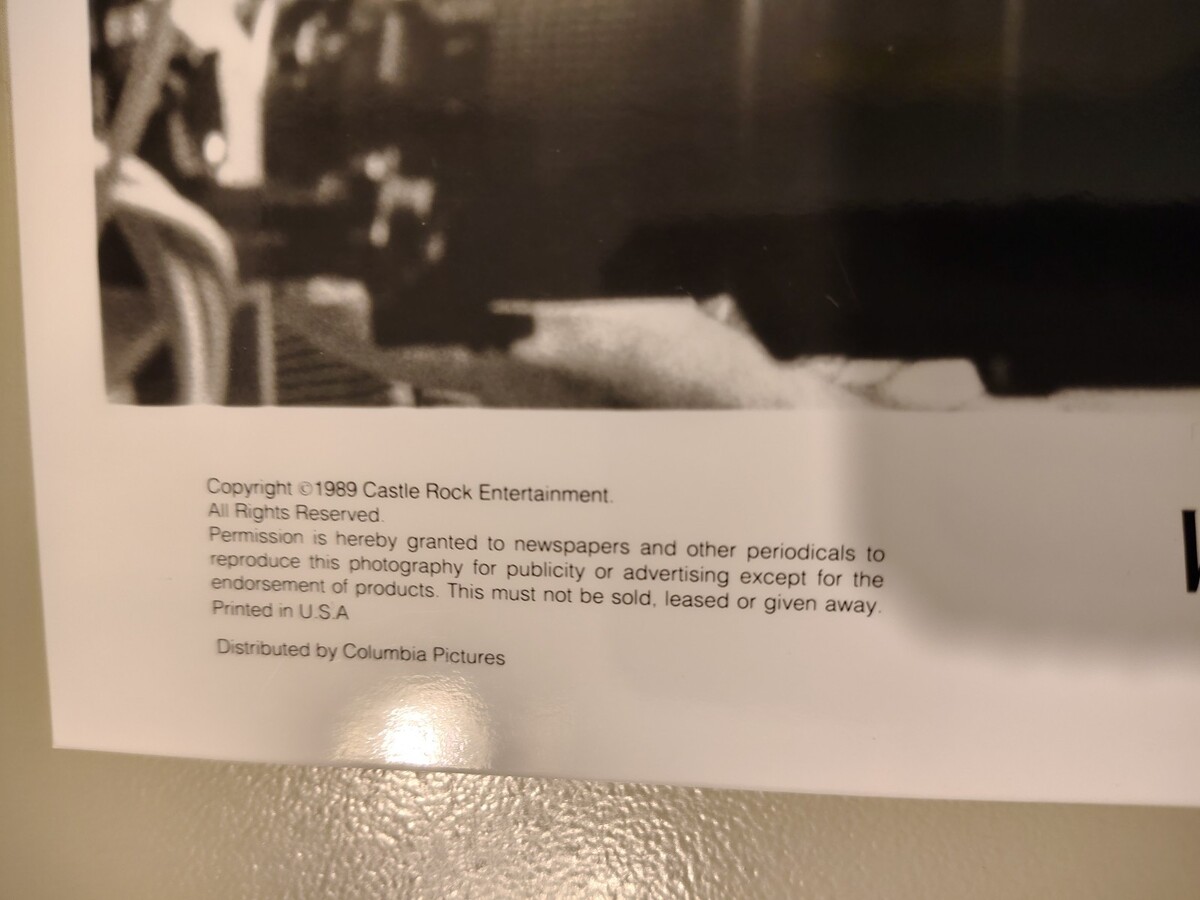 Copyright ©1989 Castle Rock Entertainment.
All Rights Reserved.
Permission is hereby granted to newspapers and other periodicals to
reproduce this photography for publicity or advertising except for the
endorsement of products. This must not be sold, leased or given away.
Printed in U.S.A
Distributed by Columbia Pictures